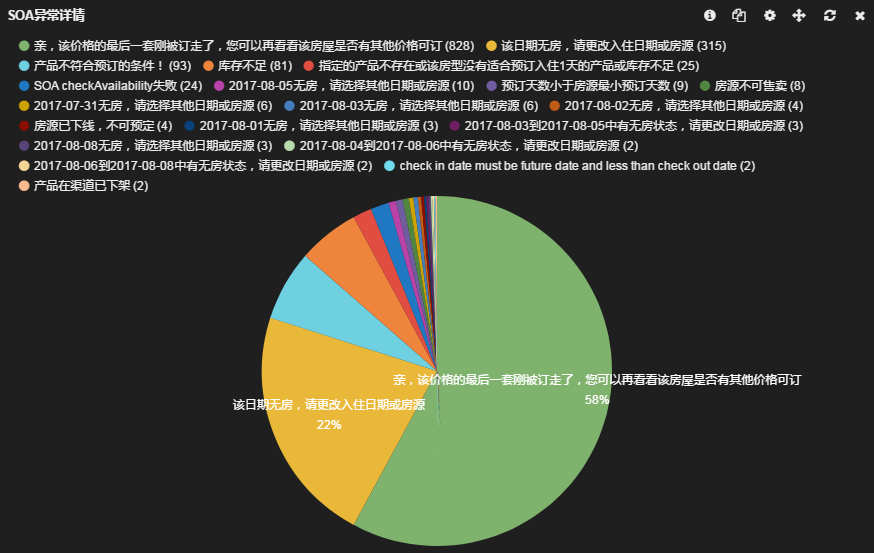 SOA异常详情
亲，该价格的最后一套刚被订走了，您可以再看看该房屋是否有其他价格可订 (828) 该日期无房，请更改入住日期或房源 (315)
产品不符合预订的条件！ (93) 库存不足 (81) 指定的产品不存在或该房型没有适合预订入住1天的产品或库存不足 (25)
SOA checkAvailability失败 (24) 2017-08-05无房，请选择其他日期或房源 (10) 预订天数小于房源最小预订天数 (9) 房源不可售卖 (8)
2017-07-31无房，请选择其他日期或房源 (6) 2017-08-03无房，请选择其他日期或房源 (6) 2017-08-02无房，请选择其他日期或房源 (4)
房源已下线，不可预定 (4) 2017-08-01无房，请选择其他日期或房源 (3) 2017-08-03到2017-08-05中有无房状态，请更改日期或房源 (3)
2017-08-08无房，请选择其他日期或房源 (3) 2017-08-04到2017-08-06中有无房状态，请更改日期或房源 (2)
2017-08-06到2017-08-08中有无房状态，请更改日期或房源 (2) check in date must be future date and less than check out date (2)
产品在渠道已下架 (2)
亲，该价格的最后一套刚被订走了，您可以再看看该房屋是否有其他价格可订
58%
该日期无房，请更改入住日期或房源
22%